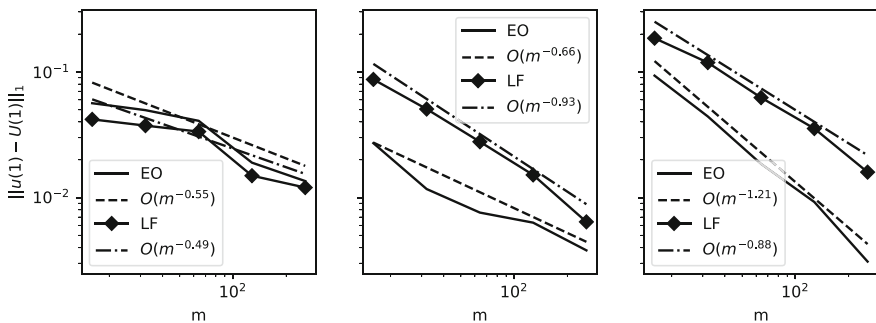 ||u(1) − U(1)||₁
10⁻¹
10⁻²
EO
O(m⁻⁰·⁵⁵)
LF
O(m⁻⁰·⁴⁹)
10²
m
EO
O(m⁻⁰·⁶⁶)
LF
O(m⁻⁰·⁹³)
10²
m
EO
O(m⁻¹·²¹)
LF
O(m⁻⁰·⁸⁸)
10²
m